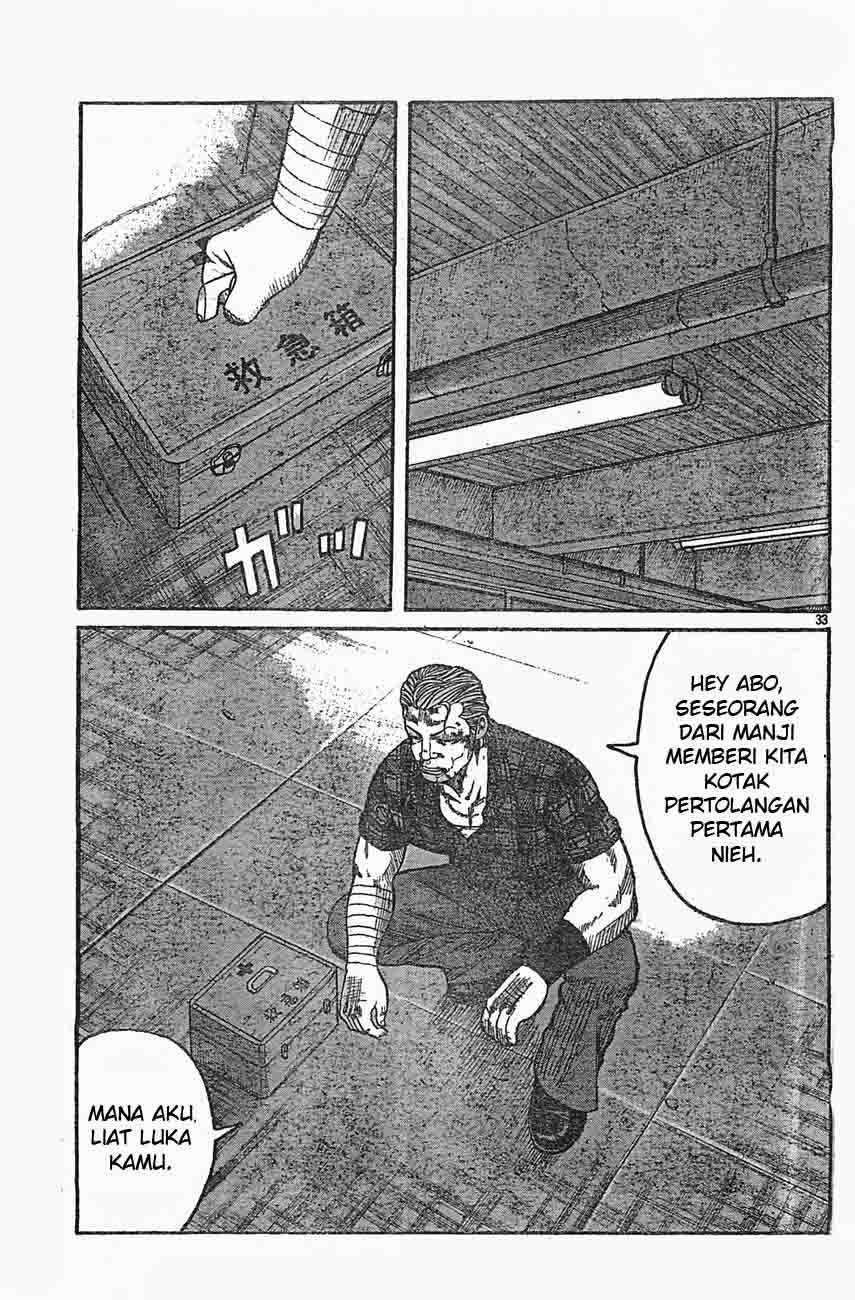 救急箱
ガッ
33
HEY ABO,
SESEORANG
DARI MANJI
MEMBERI KITA
KOTAK
PERTOLANGAN
PERTAMA
NIEH.
救急箱
MANA AKU,
LIAT LUKA
KAMU.